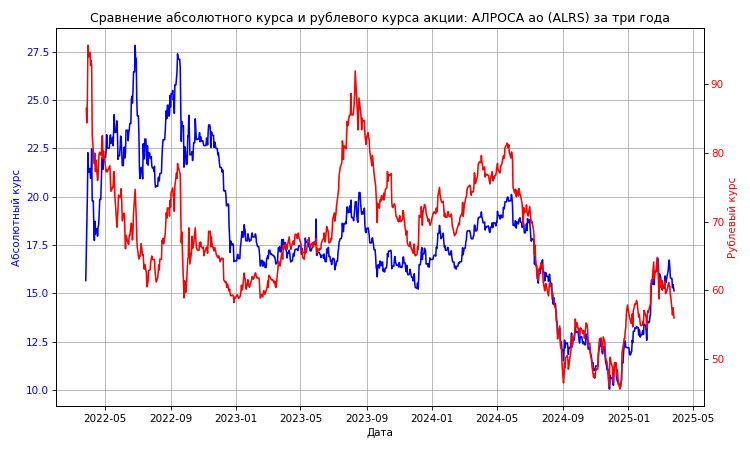 Сравнение абсолютного курса и рублевого курса акции: АЛРОСА ао (ALRS) за три года
27.5
25.0
22.5
20.0
17.5
15.0
12.5
10.0
Абсолютный курс
90
80
70
60
50
Рублевый курс
2022-05 2022-09 2023-01 2023-05 2023-09 2024-01 2024-05 2024-09 2025-01 2025-05
Дата